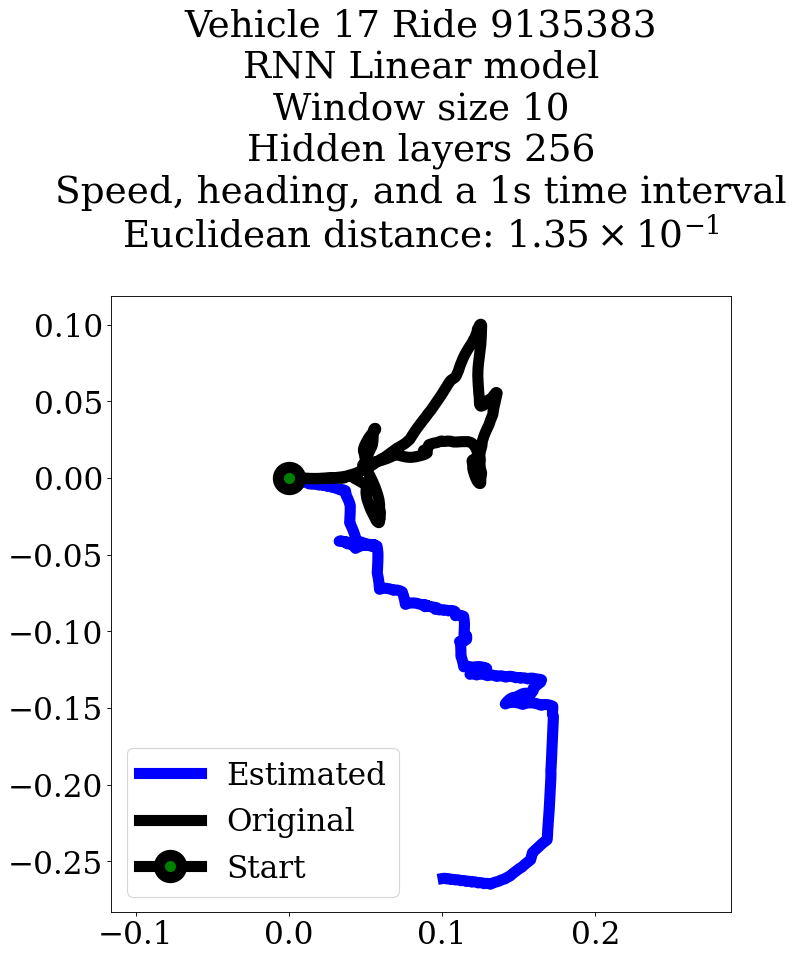 Vehicle 17 Ride 9135383
RNN Linear model
Window size 10
Hidden layers 256
Speed, heading, and a 1s time interval
Euclidean distance: 1.35 × 10⁻¹
0.10
0.05
0.00
−0.05
−0.10
−0.15
−0.20
−0.25
Estimated
Original
Start
−0.1
0.0
0.1
0.2